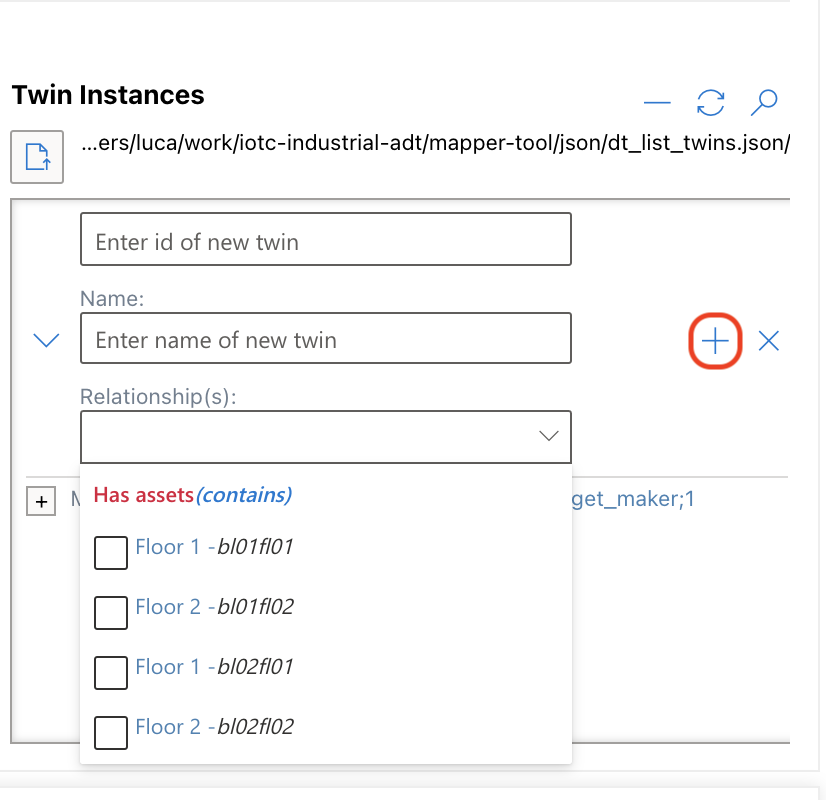 Twin Instances
...ers/luca/work/iotc-industrial-adt/mapper-tool/json/dt_list_twins.json/
Enter id of new twin
Name:
Enter name of new twin
Relationship(s):
Has assets(contains)
get_maker;1
Floor 1 -bl01fl01
Floor 2 -bl01fl02
Floor 1 -bl02fl01
Floor 2 -bl02fl02